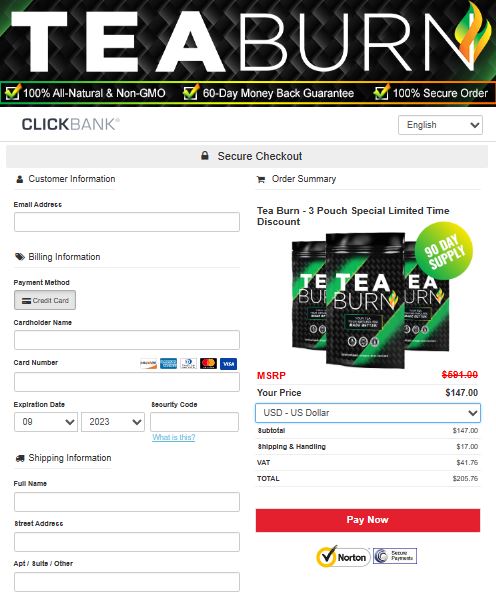 TEABURN
100% All-Natural & Non-GMO 60-Day Money Back Guarantee 100% Secure Order
CLICKBANK®
English
Secure Checkout
Customer Information
Email Address
Billing Information
Payment Method
Credit Card
Cardholder Name
Card Number
VISA
Expiration Date Security Code
09 2023
What is this?
Shipping Information
Full Name
Street Address
Apt / Suite / Other
Order Summary
Tea Burn - 3 Pouch Special Limited Time
Discount
90 DAY
SUPPLY
TEA
BURN
TEA
BURN
TEA
BURN
MADE BETTER
MSRP $591.00
Your Price $147.00
USD - US Dollar
Subtotal $147.00
Shipping & Handling $17.00
VAT $41.76
TOTAL $205.76
Pay Now
Norton
Secure
Payments